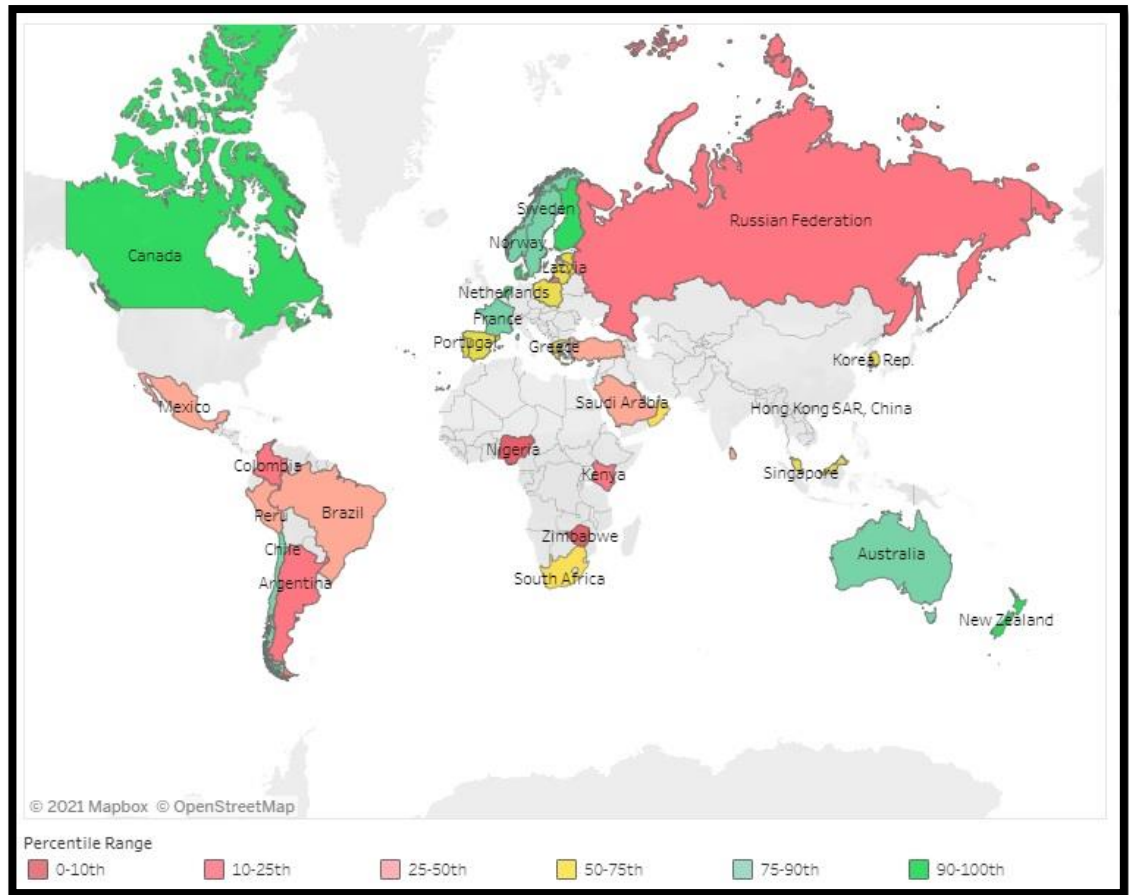 Canada
Sweden
Norway
Russian Federation
Latvia
Netherlands
France
Portugal
Greece
Korea, Rep.
Mexico
Saudi Arabia
Hong Kong SAR, China
Nigeria
Colombia
Kenya
Singapore
Peru
Brazil
Zimbabwe
Chile
Australia
Argentina
South Africa
New Zealand
© 2021 Mapbox © OpenStreetMap
Percentile Range
0-10th 10-25th 25-50th 50-75th 75-90th 90-100th